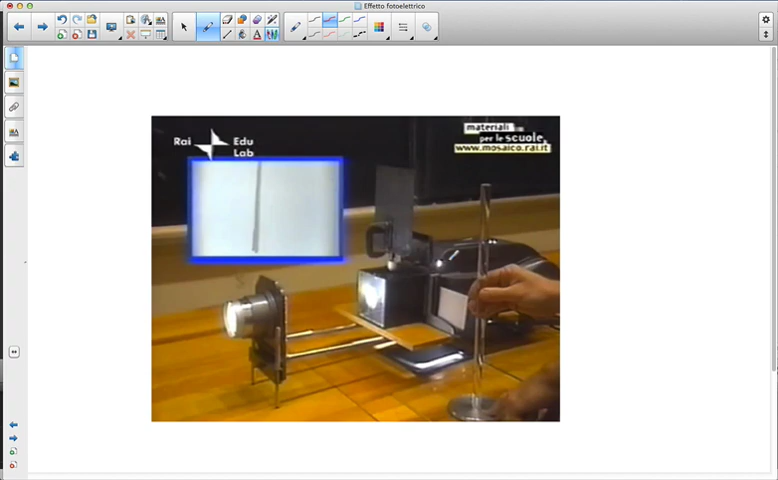 Effetto fotoelettrico
Rai Edu
Lab
materiali
per le scuole
www.mosaico.rai.it